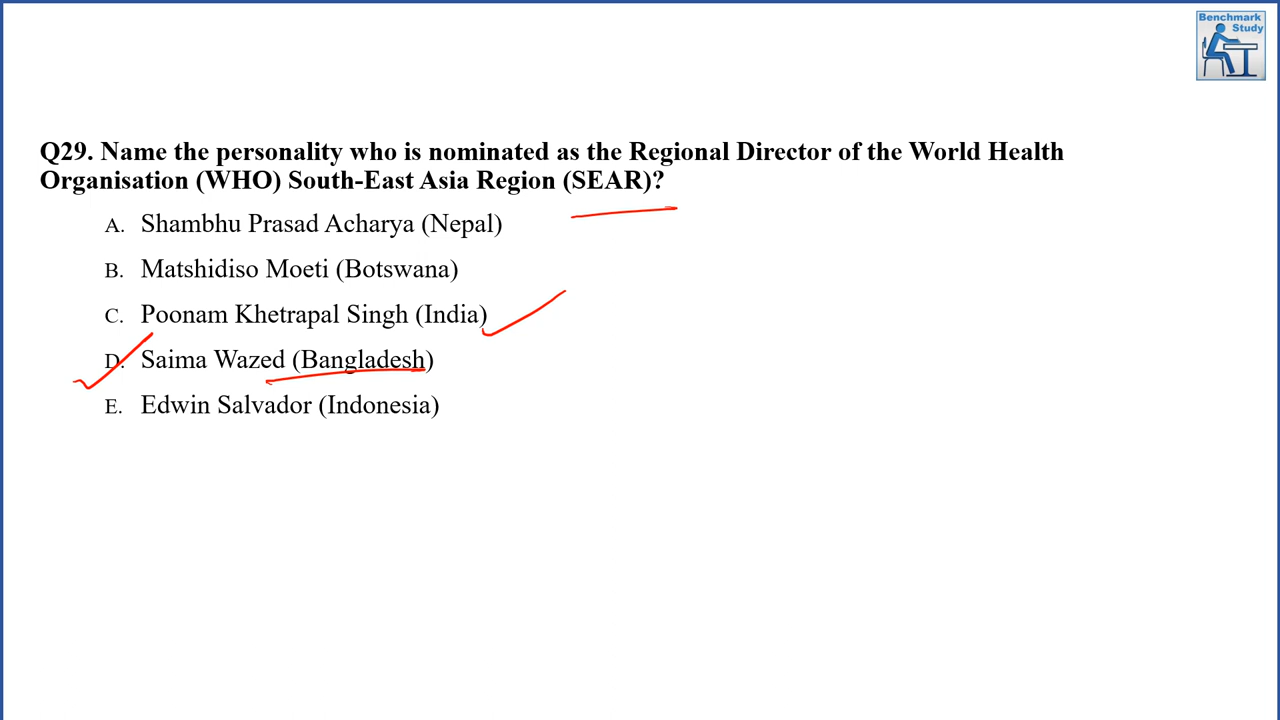 Benchmark
Study
Q29. Name the personality who is nominated as the Regional Director of the World Health
Organisation (WHO) South-East Asia Region (SEAR)?
A. Shambhu Prasad Acharya (Nepal)
B. Matshidiso Moeti (Botswana)
C. Poonam Khetrapal Singh (India)
D. Saima Wazed (Bangladesh)
E. Edwin Salvador (Indonesia)